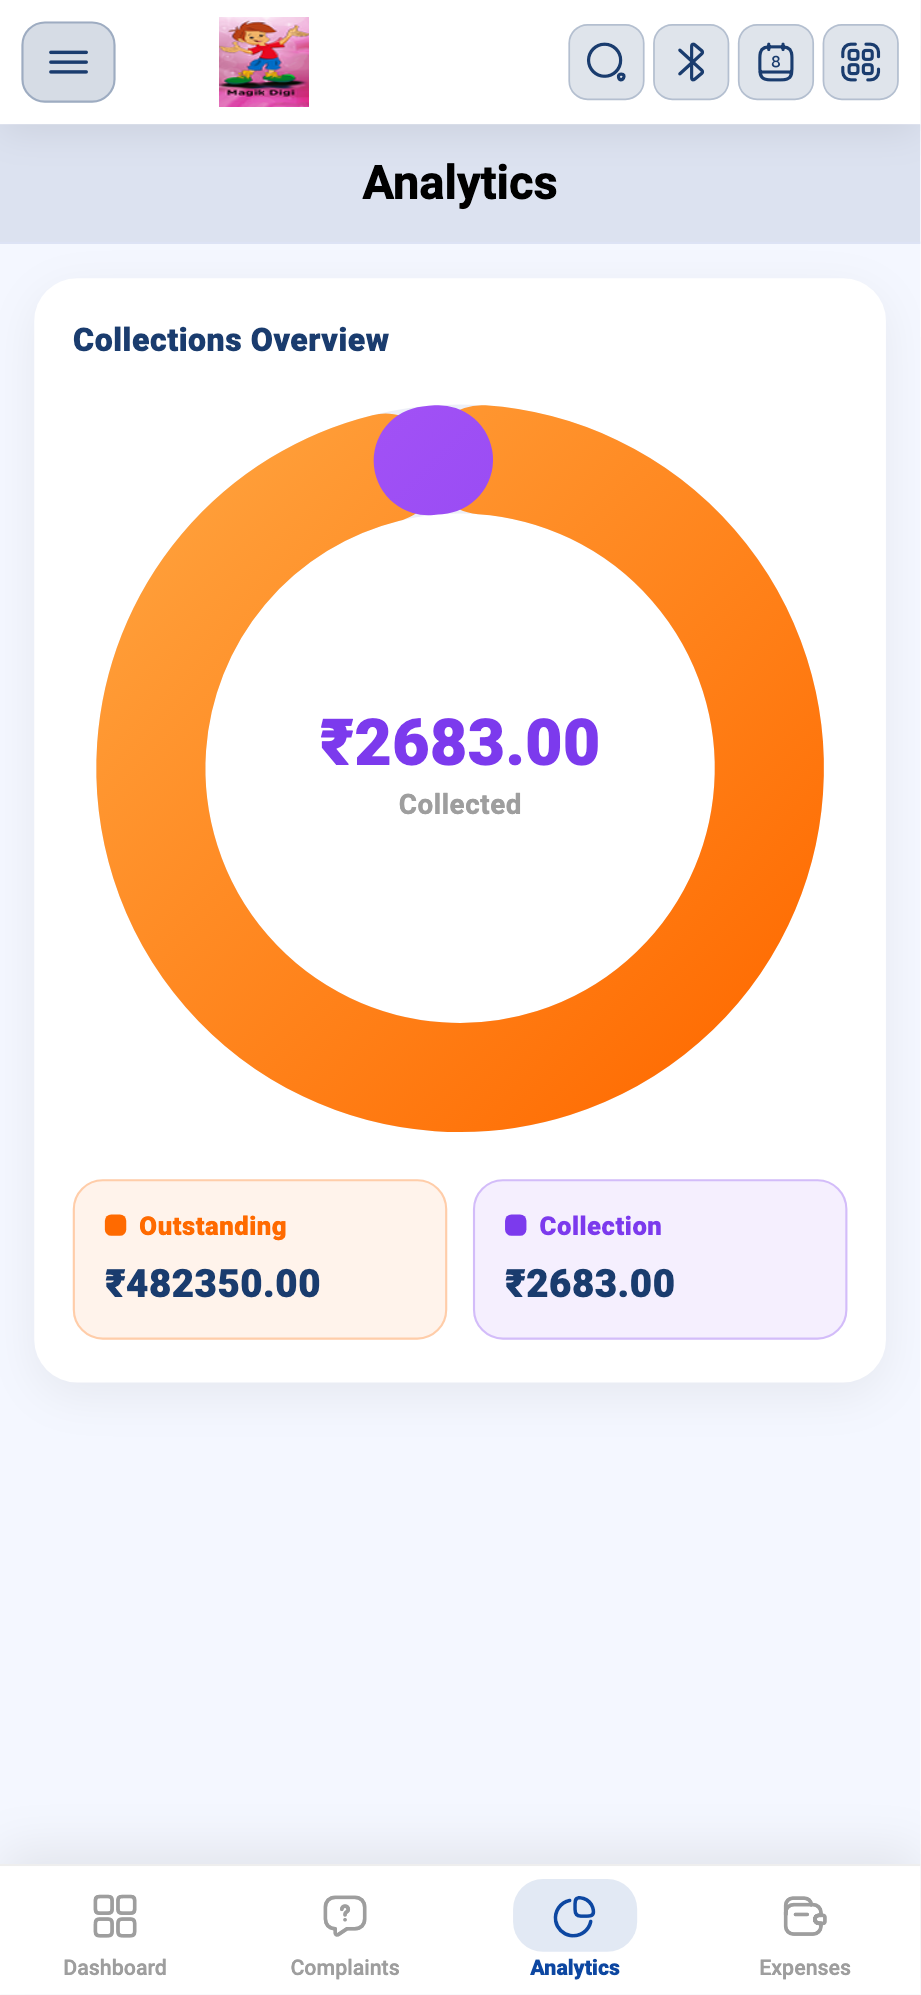 Magik Digi
8
Analytics
Collections Overview
₹2683.00
Collected
Outstanding
₹482350.00
Collection
₹2683.00
Dashboard
Complaints
Analytics
Expenses